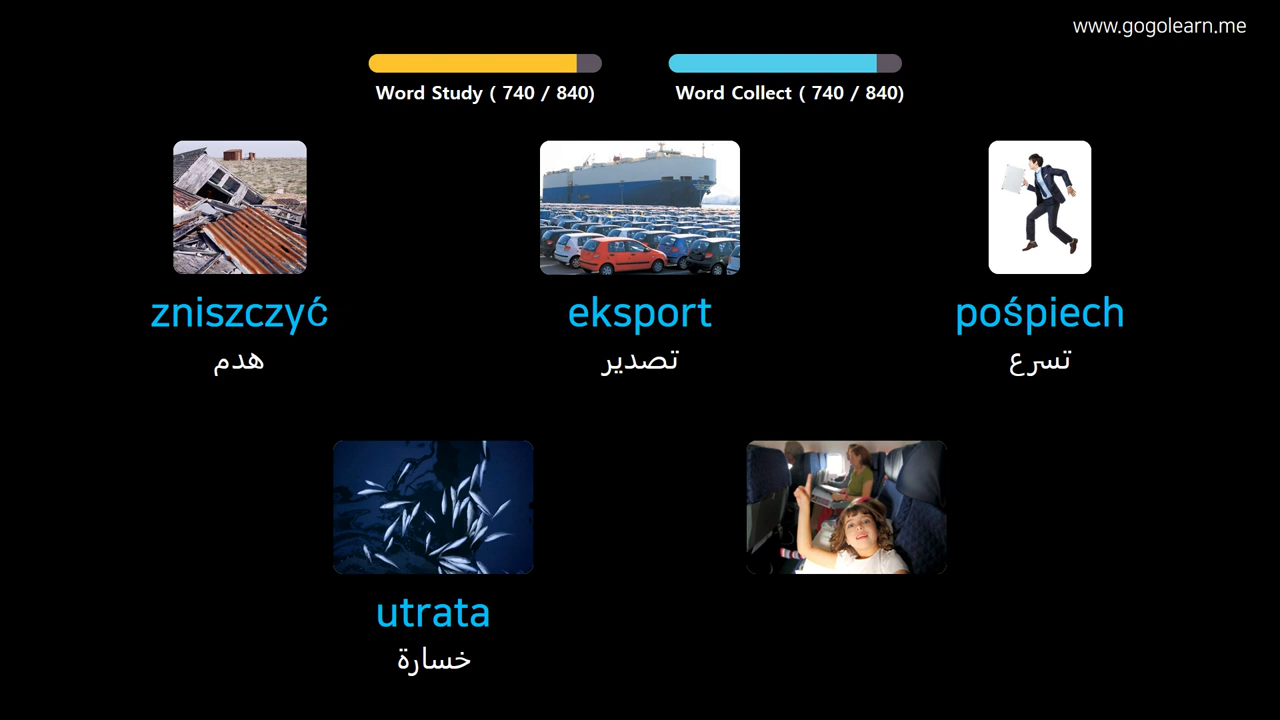 www.gogolearn.me
Word Study ( 740 / 840)
Word Collect ( 740 / 840)
zniszczyć
هدم
eksport
تصدير
pośpiech
تسرع
utrata
خسارة